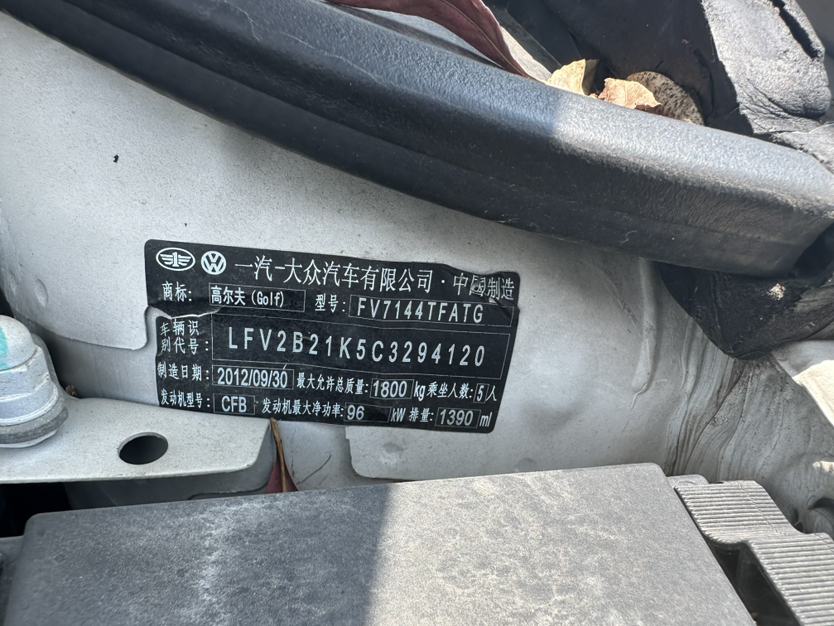 一汽-大众汽车有限公司·中国制造
商标: 高尔夫(Golf) 型号: FV7144TFATG
车辆识别代号: LFV2B21K5C3294120
制造日期: 2012/09/30 最大允许总质量: 1800 kg 乘坐人数: 5人
发动机型号: CFB 发动机最大净功率: 96 kW 排量: 1390 ml